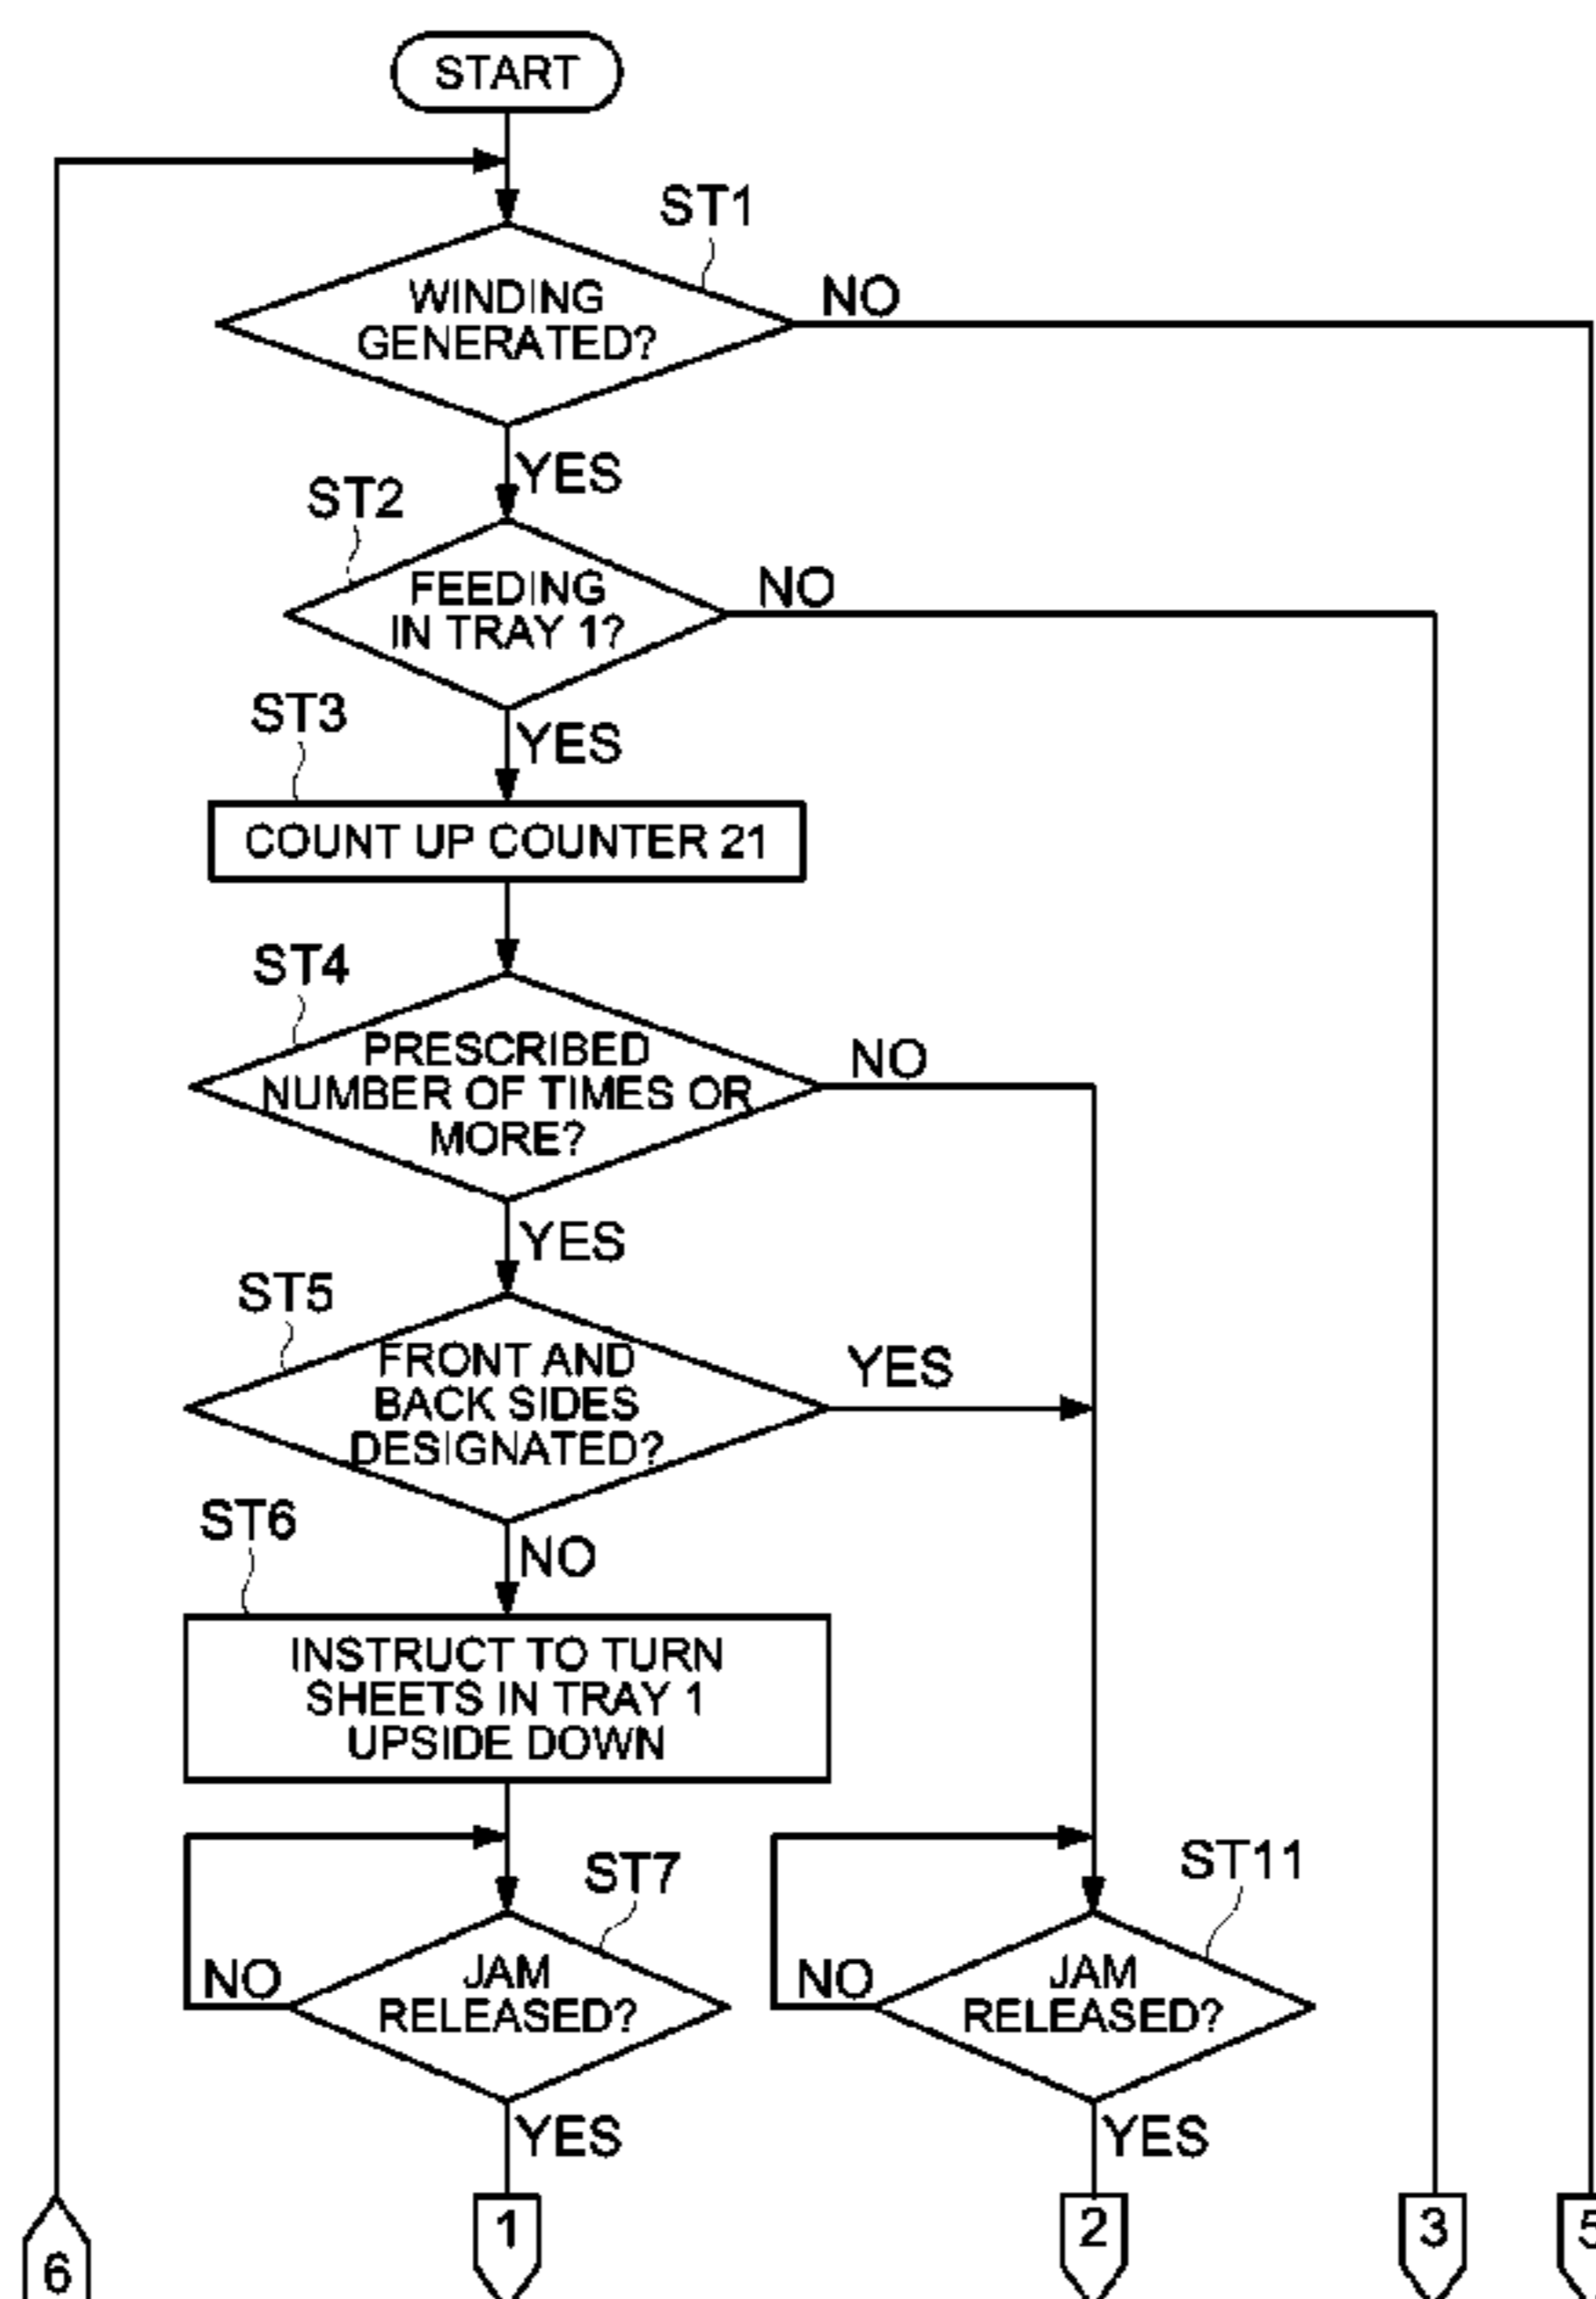 START
ST1
WINDING
GENERATED?
NO
YES
ST2
FEEDING
IN TRAY 1?
NO
YES
ST3
COUNT UP COUNTER 21
ST4
PRESCRIBED
NUMBER OF TIMES OR
MORE?
NO
YES
ST5
FRONT AND
BACK SIDES
DESIGNATED?
YES
NO
ST6
INSTRUCT TO TURN
SHEETS IN TRAY 1
UPSIDE DOWN
ST7
JAM
RELEASED?
NO
YES
ST11
JAM
RELEASED?
NO
YES
6
1
2
3
5